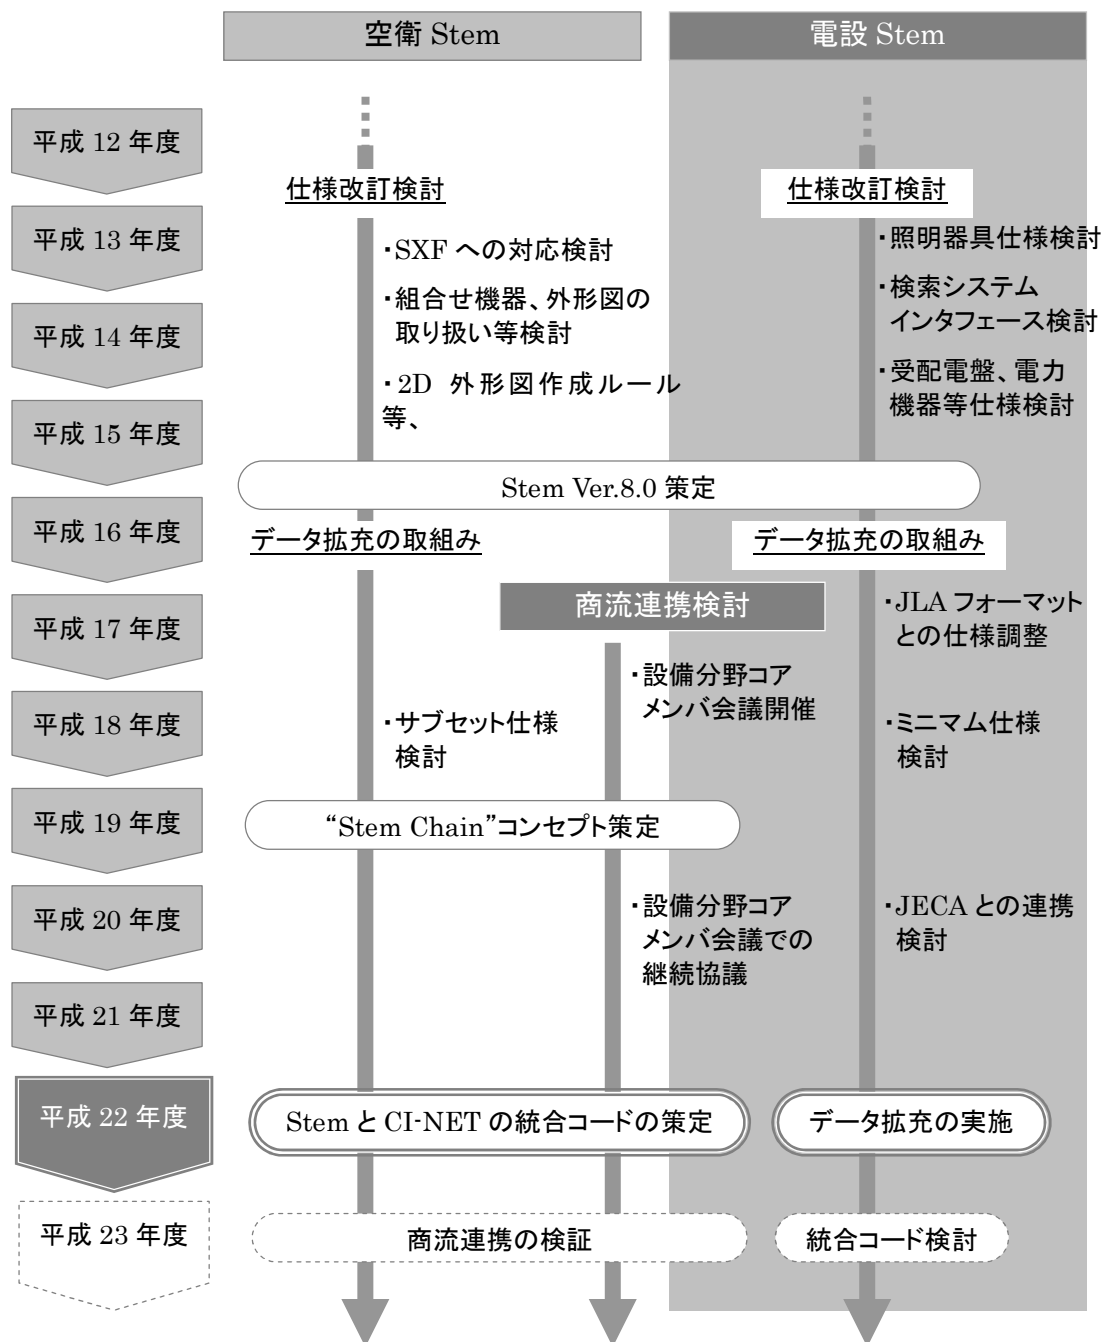 空衛 Stem
電設 Stem
平成 12 年度
仕様改訂検討
仕様改訂検討
平成 13 年度
・SXF への対応検討
・照明器具仕様検討
・組合せ機器、外形図の
取り扱い等検討
・検索システム
インタフェース検討
平成 14 年度
・2D 外形図作成ルール
等、
・受配電盤、電力
機器等仕様検討
平成 15 年度
Stem Ver.8.0 策定
平成 16 年度
データ拡充の取組み
データ拡充の取組み
商流連携検討
平成 17 年度
・JLA フォーマット
との仕様調整
・設備分野コア
メンバ会議開催
平成 18 年度
・サブセット仕様
検討
・ミニマム仕様
検討
平成 19 年度
“Stem Chain”コンセプト策定
平成 20 年度
・設備分野コア
メンバ会議での
継続協議
・JECA との連携
検討
平成 21 年度
平成 22 年度
Stem と CI-NET の統合コードの策定
データ拡充の実施
平成 23 年度
商流連携の検証
統合コード検討